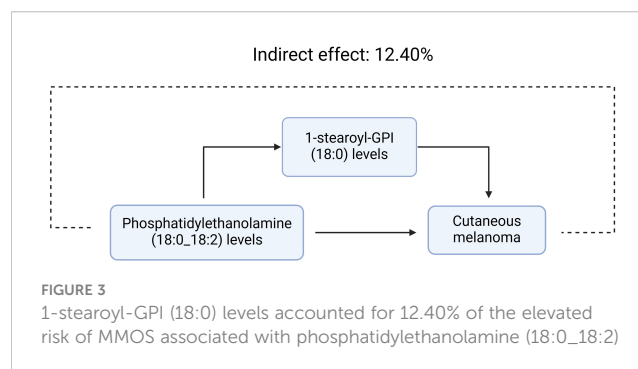 Indirect effect: 12.40%
1-stearoyl-GPI
(18:0) levels
Phosphatidylethanolamine
(18:0_18:2) levels
Cutaneous
melanoma
FIGURE 3
1-stearoyl-GPI (18:0) levels accounted for 12.40% of the elevated
risk of MMOS associated with phosphatidylethanolamine (18:0_18:2)